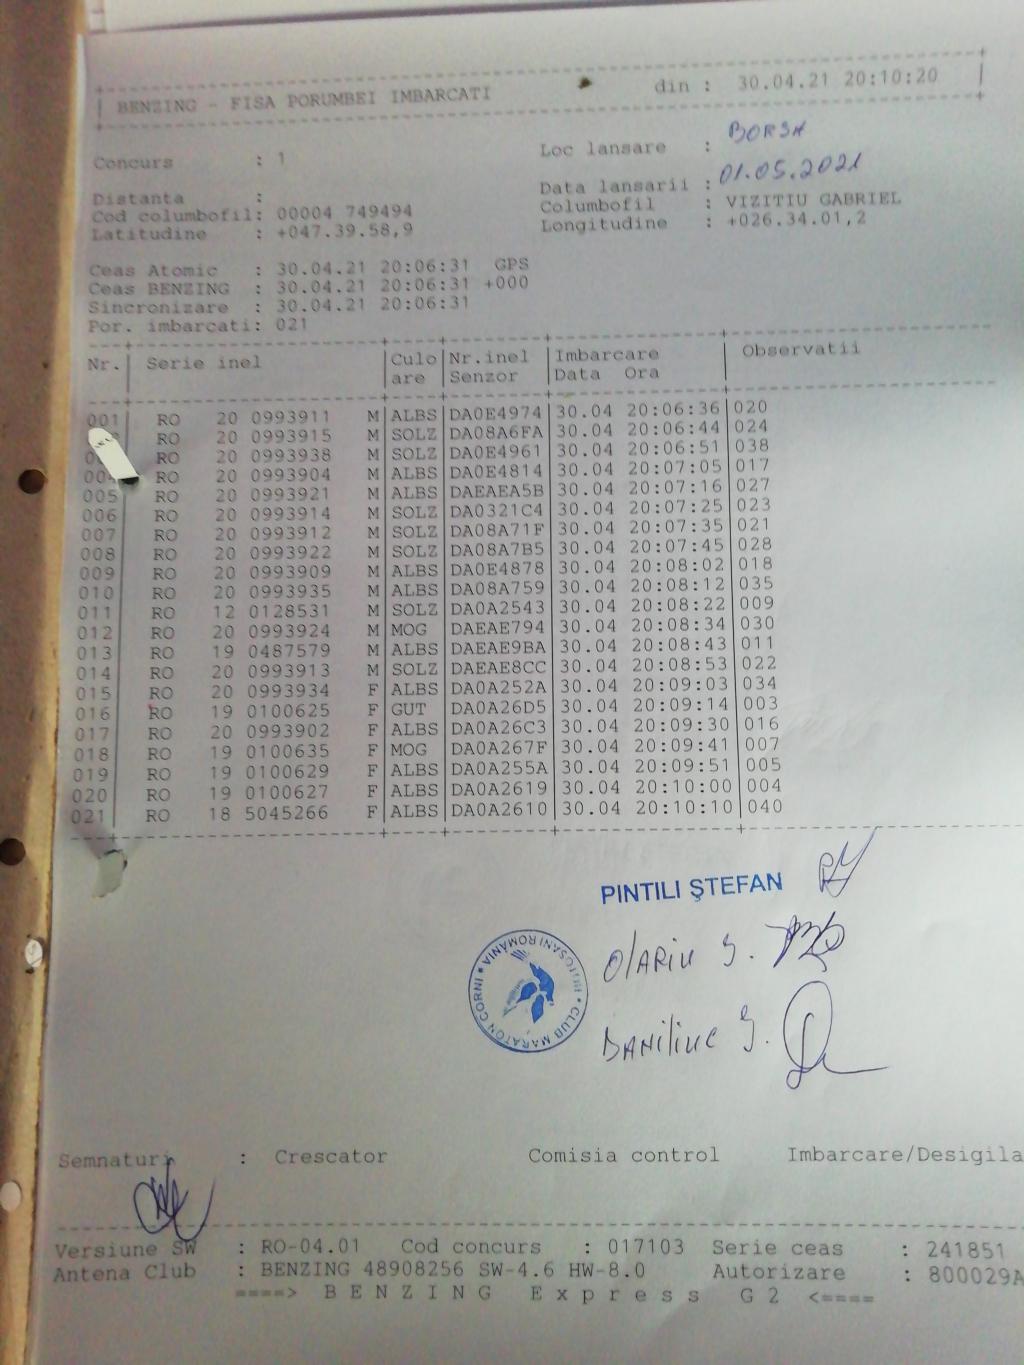 BENZING - FISA PORUMBEI IMBARCATI din : 30.04.21 20:10:20
Concurs : 1 Loc lansare : BORSA
Data lansarii : 01.05.2021
Distanta : Columbofil : VIZITIU GABRIEL
Cod columbofil: 00004 749494 Longitudine : +026.34.01,2
Latitudine : +047.39.58,9
Ceas Atomic : 30.04.21 20:06:31 GPS
Ceas BENZING : 30.04.21 20:06:31 +000
Sincronizare : 30.04.21 20:06:31
Por. imbarcati: 021
Nr. Serie inel Culo Nr.inel Imbarcare Observatii
are Senzor Data Ora
001 RO 20 0993911 M ALBS DA0E4974 30.04 20:06:36 020
RO 20 0993915 M SOLZ DA08A6FA 30.04 20:06:44 024
RO 20 0993938 M SOLZ DA0E4961 30.04 20:06:51 038
004 RO 20 0993904 M ALBS DA0E4814 30.04 20:07:05 017
005 RO 20 0993921 M ALBS DAEAEA5B 30.04 20:07:16 027
006 RO 20 0993914 M SOLZ DA0321C4 30.04 20:07:25 023
007 RO 20 0993912 M SOLZ DA08A71F 30.04 20:07:35 021
008 RO 20 0993922 M SOLZ DA08A7B5 30.04 20:07:45 028
009 RO 20 0993909 M ALBS DA0E4878 30.04 20:08:02 018
010 RO 20 0993935 M ALBS DA08A759 30.04 20:08:12 035
011 RO 12 0128531 M SOLZ DA0A2543 30.04 20:08:22 009
012 RO 20 0993924 M MOG DAEAE794 30.04 20:08:34 030
013 RO 19 0487579 M ALBS DAEAE9BA 30.04 20:08:43 011
014 RO 20 0993913 M SOLZ DAEAE8CC 30.04 20:08:53 022
015 RO 20 0993934 F ALBS DA0A252A 30.04 20:09:03 034
016 RO 19 0100625 F GUT DA0A26D5 30.04 20:09:14 003
017 RO 20 0993902 F ALBS DA0A26C3 30.04 20:09:30 016
018 RO 19 0100635 F MOG DA0A267F 30.04 20:09:41 007
019 RO 19 0100629 F ALBS DA0A255A 30.04 20:09:51 005
020 RO 19 0100627 F ALBS DA0A2619 30.04 20:10:00 004
021 RO 18 5045266 F ALBS DA0A2610 30.04 20:10:10 040
PINTILI ŞTEFAN
OLARIU G.
DANILIUC G.
CLUB MARATON CORNI * BOTOSANI ROMÂNIA *
Semnaturi : Crescator Comisia control Imbarcare/Desigila
Versiune SW : RO-04.01 Cod concurs : 017103 Serie ceas : 241851
Antena Club : BENZING 48908256 SW-4.6 HW-8.0 Autorizare : 800029A
====> B E N Z I N G E x p r e s s G 2 <====